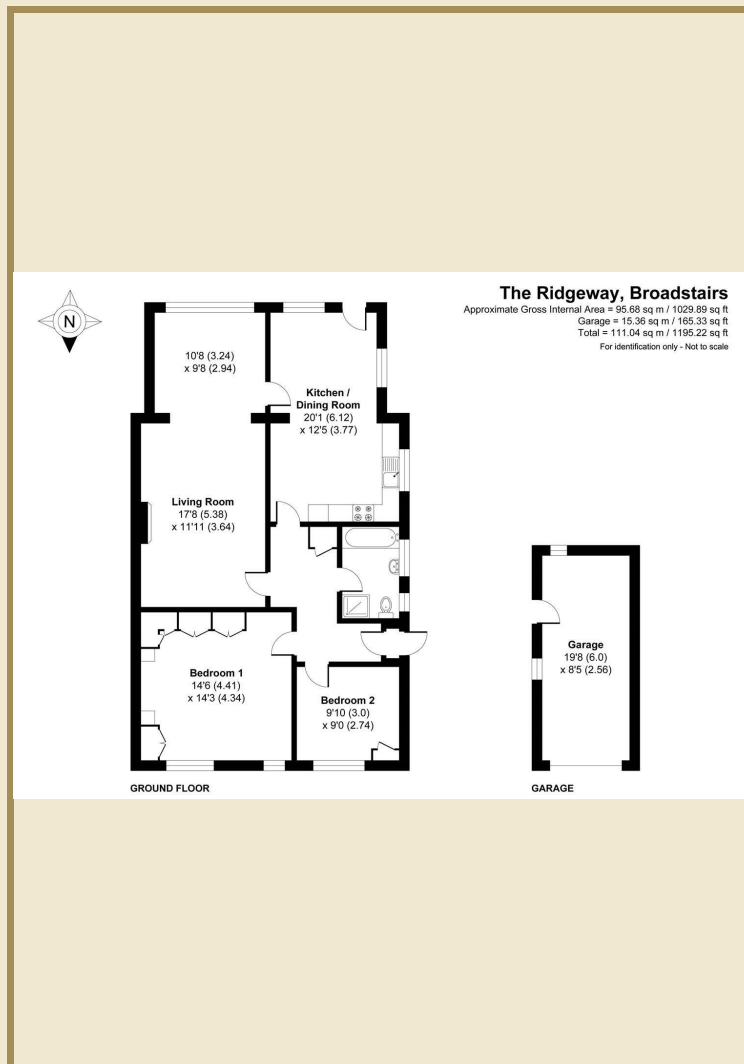 The Ridgeway, Broadstairs
Approximate Gross Internal Area = 95.68 sq m / 1029.89 sq ft
Garage = 15.36 sq m / 165.33 sq ft
Total = 111.04 sq m / 1195.22 sq ft
For identification only - Not to scale
N
10'8 (3.24)
x 9'8 (2.94)
Kitchen /
Dining Room
20'1 (6.12)
x 12'5 (3.77)
Living Room
17'8 (5.38)
x 11'11 (3.64)
Bedroom 1
14'6 (4.41)
x 14'3 (4.34)
Bedroom 2
9'10 (3.0)
x 9'0 (2.74)
Garage
19'8 (6.0)
x 8'5 (2.56)
GROUND FLOOR
GARAGE